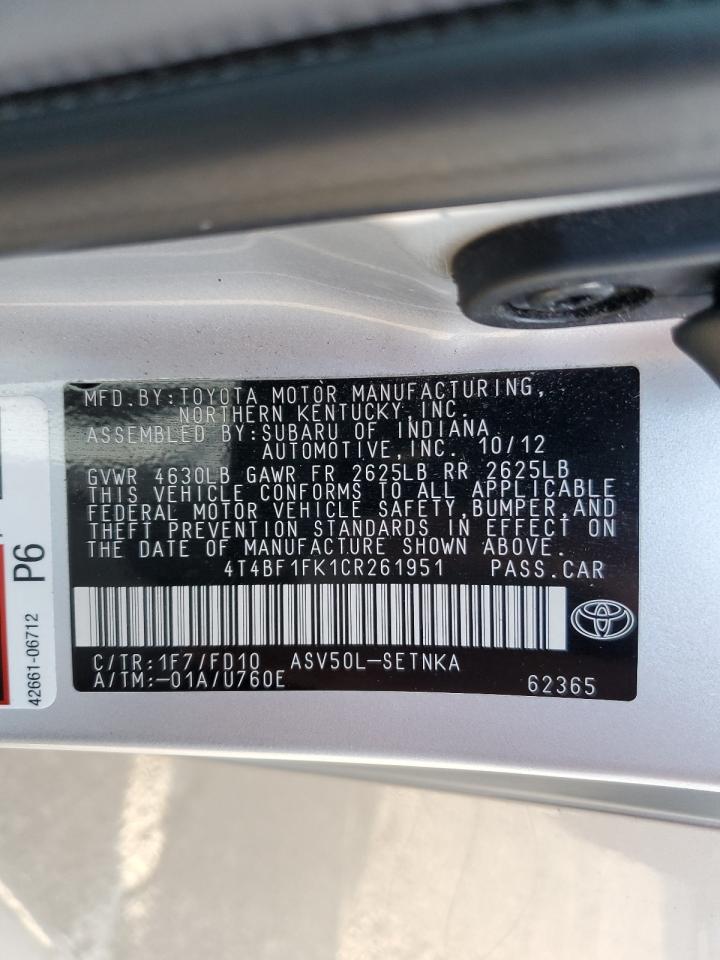 MFD.BY:TOYOTA MOTOR MANUFACTURING,
NORTHERN KENTUCKY,INC.
ASSEMBLED BY:SUBARU OF INDIANA
AUTOMOTIVE,INC. 10/12
GVWR 4630LB GAWR FR 2625LB RR 2625LB
THIS VEHICLE CONFORMS TO ALL APPLICABLE
FEDERAL MOTOR VEHICLE SAFETY,BUMPER,AND
THEFT PREVENTION STANDARDS IN EFFECT ON
THE DATE OF MANUFACTURE SHOWN ABOVE.
4T4BF1FK1CR261951 PASS.CAR
C/TR:1F7/FD10 ASV50L-SETNKA
A/TM:-01A/U760E 62365
P6
42661-06712